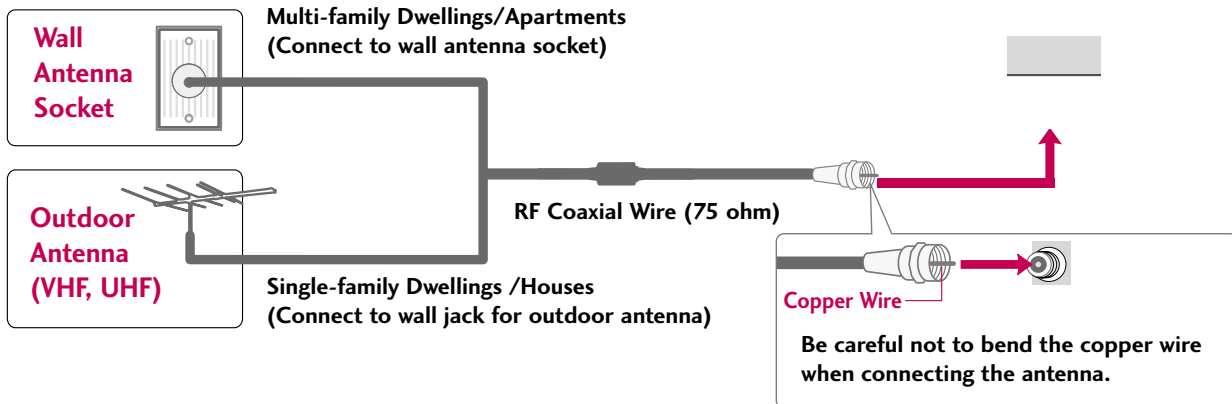 Wall
Antenna
Socket
Multi-family Dwellings/Apartments
(Connect to wall antenna socket)
Outdoor
Antenna
(VHF, UHF)
RF Coaxial Wire (75 ohm)
Single-family Dwellings /Houses
(Connect to wall jack for outdoor antenna)
Copper Wire
Be careful not to bend the copper wire
when connecting the antenna.